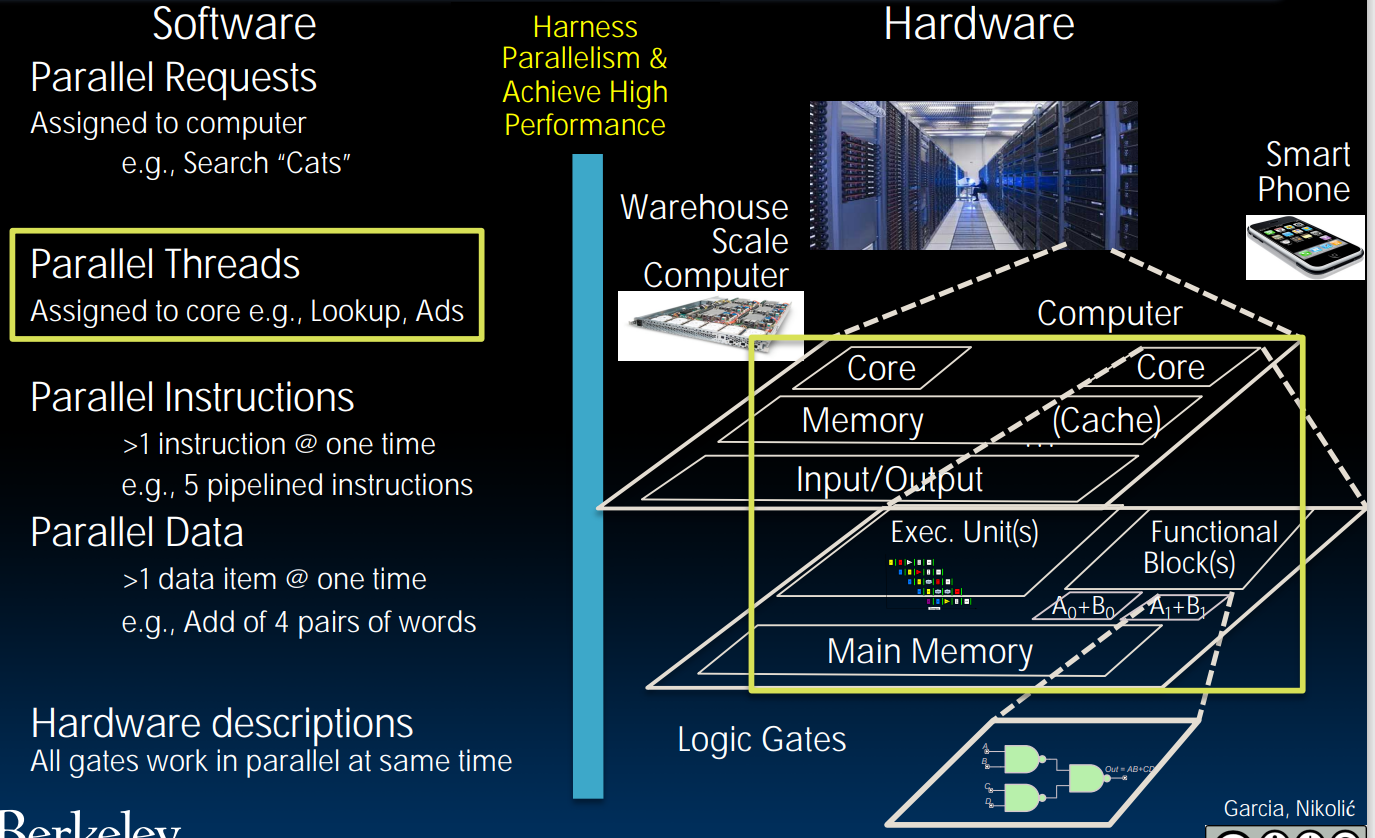 Software
Parallel Requests
Assigned to computer
e.g., Search “Cats”
Parallel Threads
Assigned to core e.g., Lookup, Ads
Parallel Instructions
>1 instruction @ one time
e.g., 5 pipelined instructions
Parallel Data
>1 data item @ one time
e.g., Add of 4 pairs of words
Hardware descriptions
All gates work in parallel at same time
Berkeley
Harness
Parallelism &
Achieve High
Performance
Hardware
Smart
Phone
Warehouse
Scale
Computer
Computer
Core
Core
Memory (Cache)
…
Input/Output
Exec. Unit(s)
Functional
Block(s)
A₀+B₀
A₁+B₁
Main Memory
Logic Gates
A
B
C
D
Out = AB+CD
Garcia, Nikolić